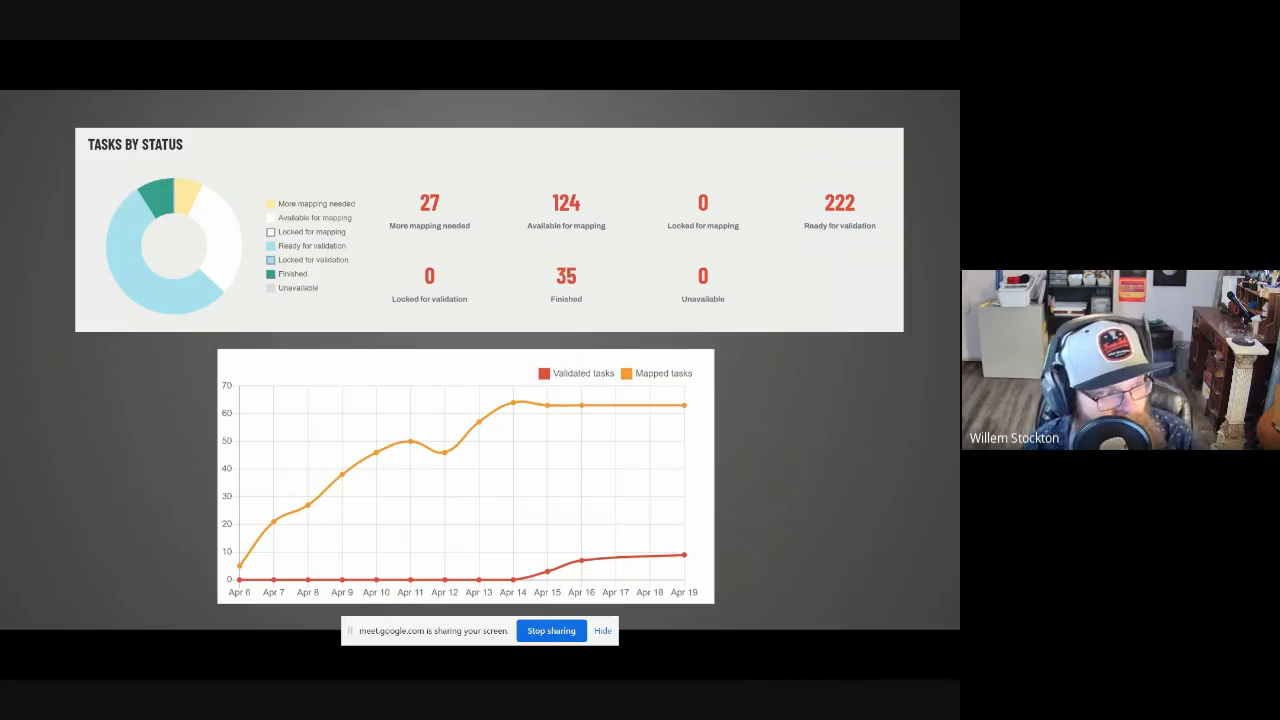 TASKS BY STATUS
More mapping needed
Available for mapping
Locked for mapping
Ready for validation
Locked for validation
Finished
Unavailable
27
More mapping needed
124
Available for mapping
0
Locked for mapping
222
Ready for validation
0
Locked for validation
35
Finished
0
Unavailable
Validated tasks
Mapped tasks
70
60
50
40
30
20
10
0
Apr 6 Apr 7 Apr 8 Apr 9 Apr 10 Apr 11 Apr 12 Apr 13 Apr 14 Apr 15 Apr 16 Apr 17 Apr 18 Apr 19
meet.google.com is sharing your screen.
Stop sharing
Hide
Willem Stockton